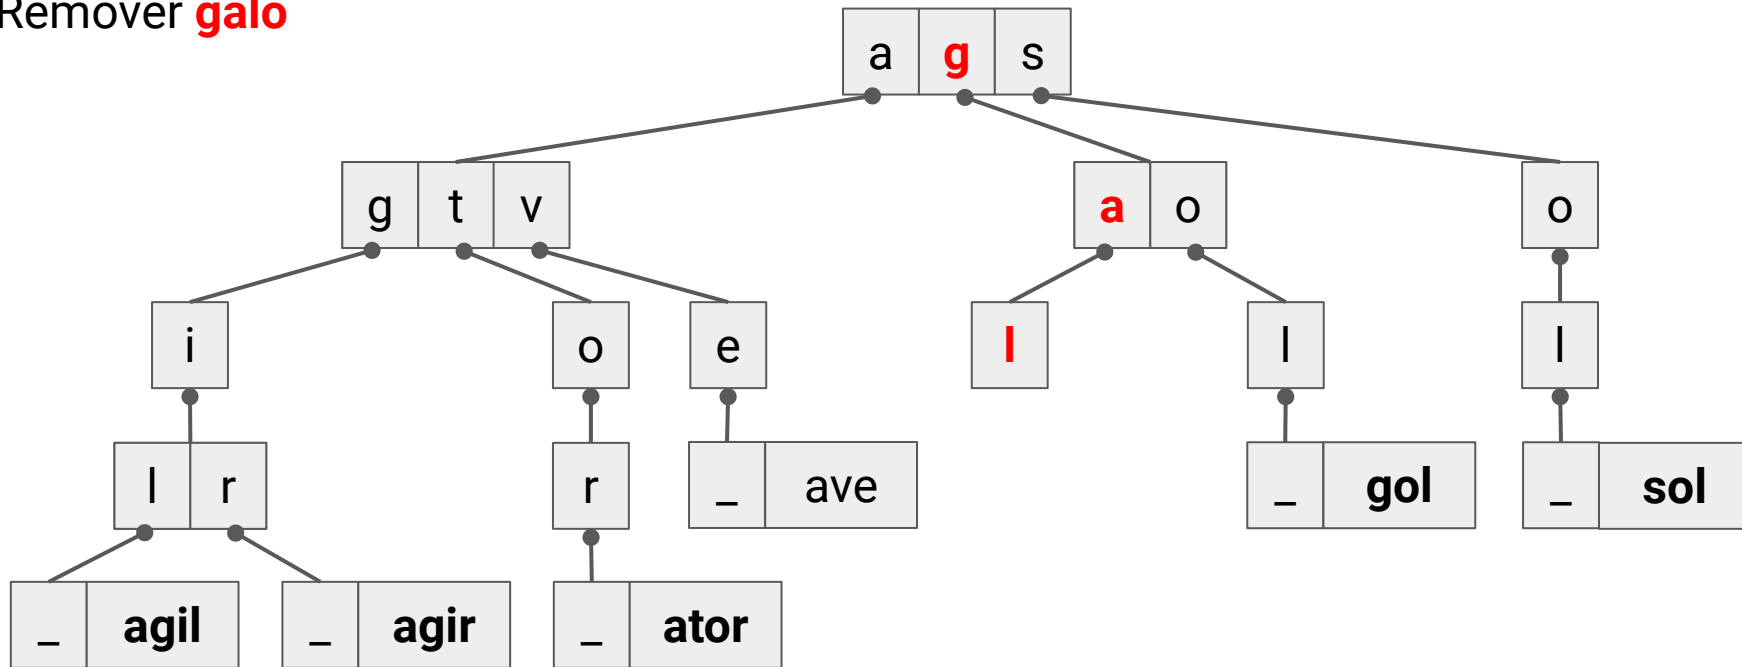 Remover galo
a g s
g t v
a o
o
i
o
e
l
l
l
l r
r
_ ave
_ gol
_ sol
_ agil
_ agir
_ ator